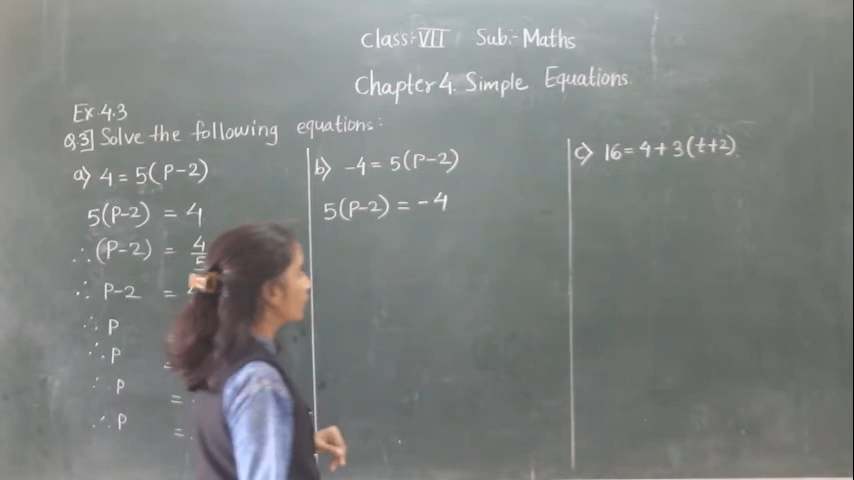 Class:- VII Sub:- Maths
Chapter 4. Simple Equations
Ex. 4.3
Q.3] Solve the following equations:
a) 4 = 5(P-2)
5(P-2) = 4
∴ (P-2) = 4/5
∴ P-2 =
∴ P
∴ P =
∴ P =
∴ P =
b) -4 = 5(P-2)
5(P-2) = -4
c) 16 = 4 + 3(t+2)